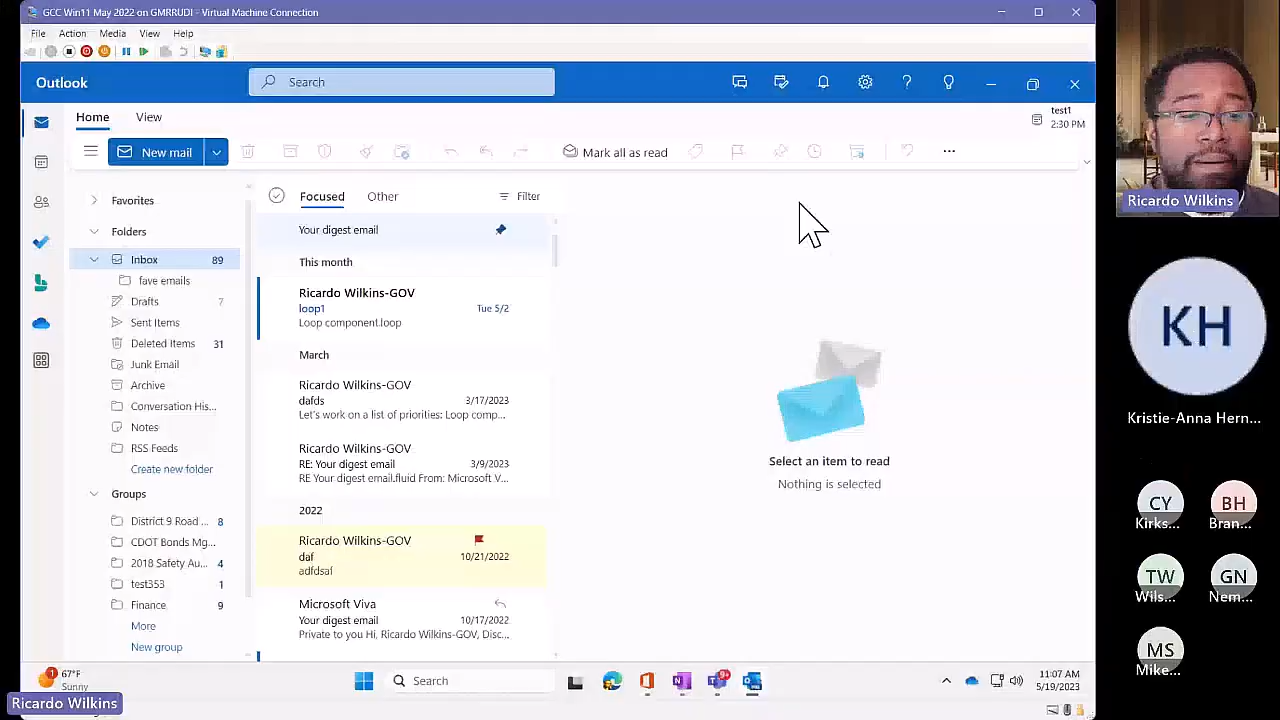 GCC Win11 May 2022 on GMRRUDI - Virtual Machine Connection
File Action Media View Help
Outlook
Search
Home View
test1
2:30 PM
New mail
Mark all as read
Favorites
Folders
Inbox 89
fave emails
Drafts 7
Sent Items
Deleted Items 31
Junk Email
Archive
Conversation His...
Notes
RSS Feeds
Create new folder
Groups
District 9 Road ... 8
CDOT Bonds Mg...
2018 Safety Au... 4
test353 1
Finance 9
More
New group
Focused Other Filter
Your digest email
This month
Ricardo Wilkins-GOV
loop1 Tue 5/2
Loop component.loop
March
Ricardo Wilkins-GOV
dafds 3/17/2023
Let's work on a list of priorities: Loop comp...
Ricardo Wilkins-GOV
RE: Your digest email 3/9/2023
RE Your digest email.fluid From: Microsoft V...
2022
Ricardo Wilkins-GOV
daf 10/21/2022
adfdsaf
Microsoft Viva
Your digest email 10/17/2022
Private to you Hi, Ricardo Wilkins-GOV, Disc...
Select an item to read
Nothing is selected
1
67°F
Sunny
Search
9+
11:07 AM
5/19/2023
Ricardo Wilkins
Ricardo Wilkins
KH
Kristie-Anna Hern...
CY BH
Kirks... Bran...
TW GN
Wils... Nem...
MS
Mike...